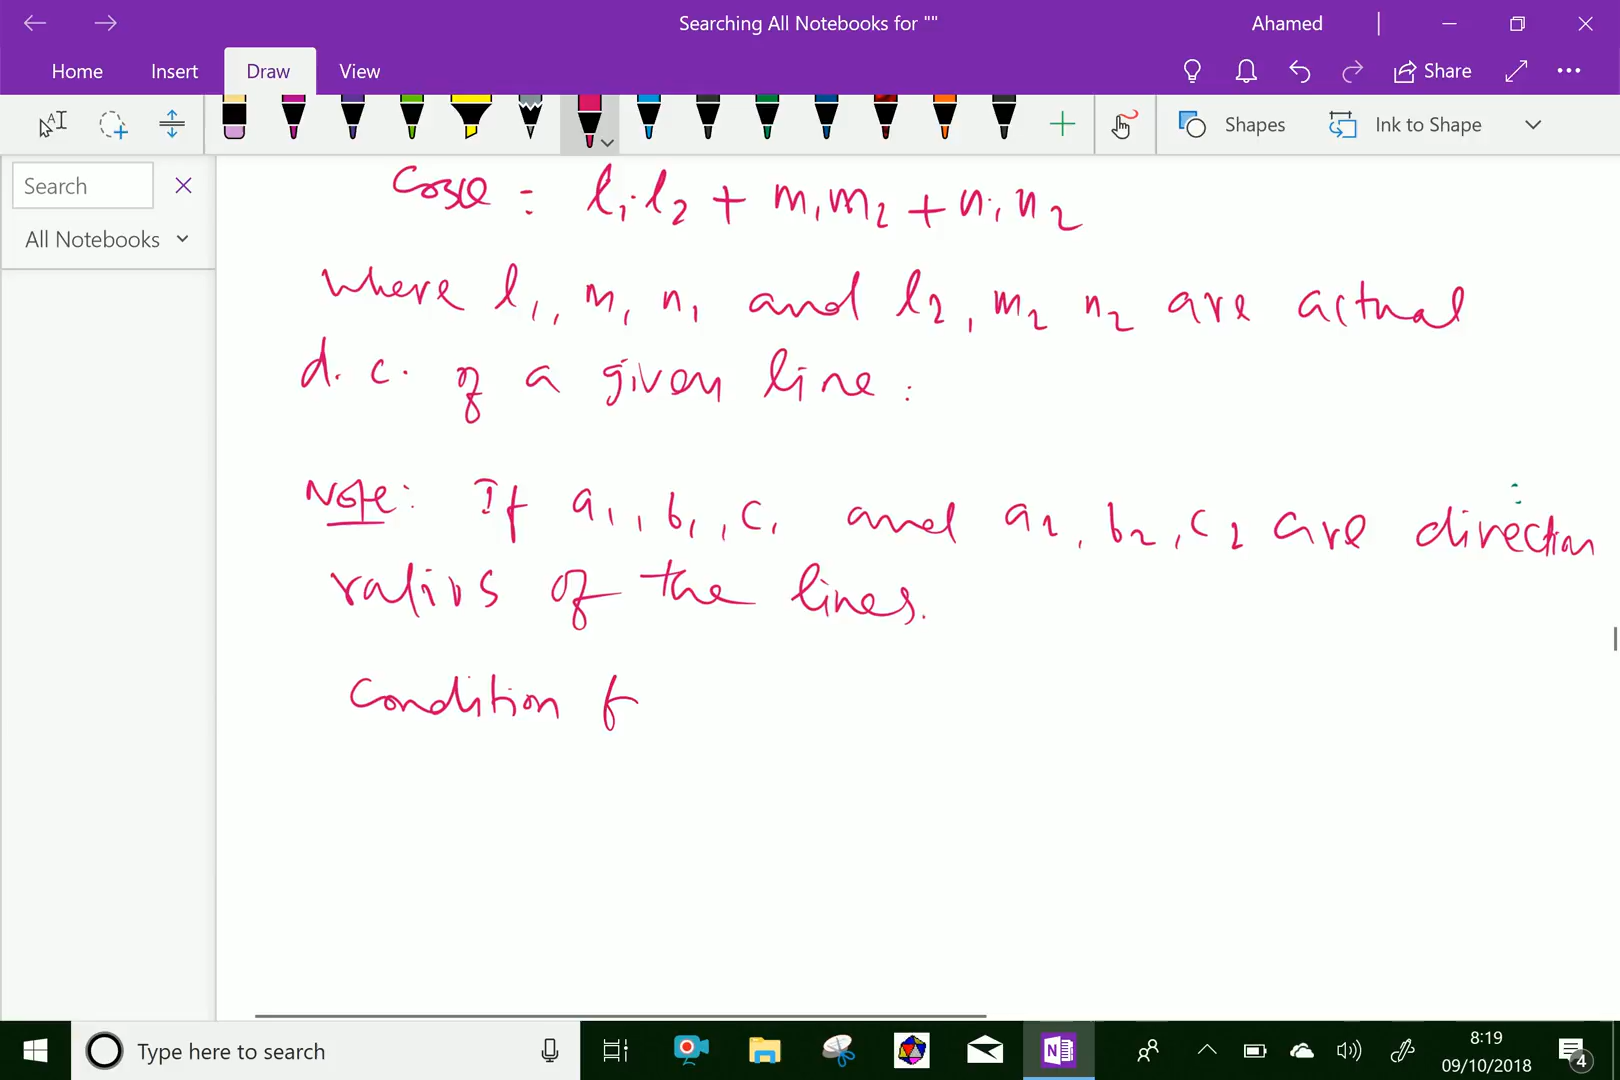 Searching All Notebooks for ""
Ahamed
Home Insert Draw View
Share
Shapes
Ink to Shape
Search
All Notebooks
Cosθ = l₁.l₂ + m₁m₂ + n₁n₂
Where l₁, m₁ n₁ and l₂, m₂ n₂ are actual
d.c. of a given line.
Note: If a₁, b₁, c₁ and a₂, b₂, c₂ are direction
ratios of the lines.
Condition f
Type here to search
8:19
09/10/2018
4